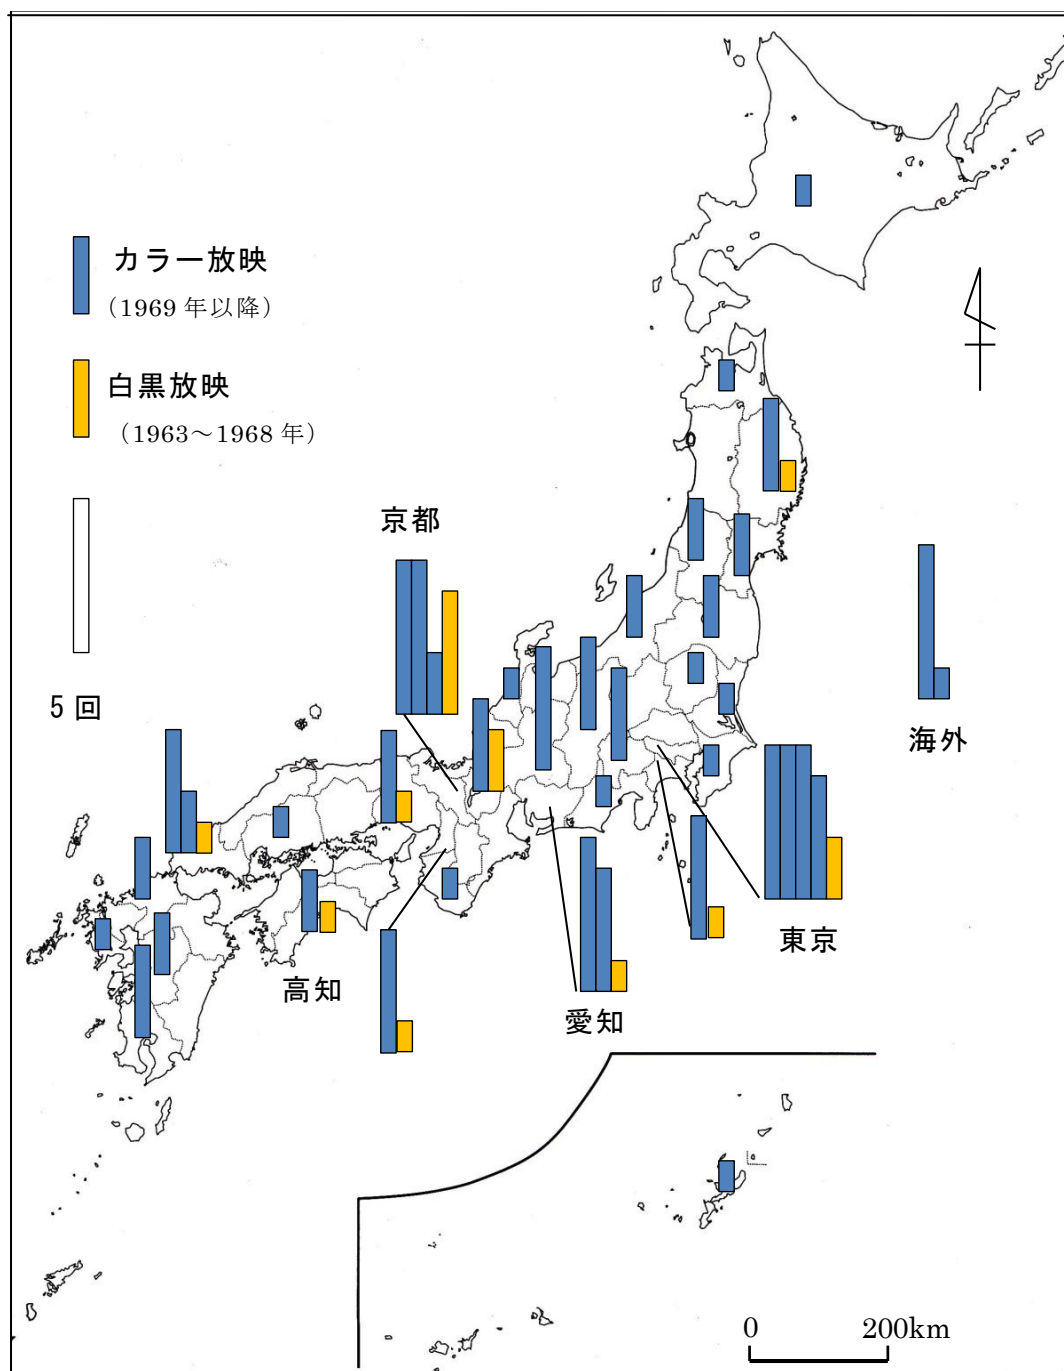 カラー放映
（1969 年以降）
白黒放映
（1963～1968 年）
5 回
京都
海外
東京
高知
愛知
0 200km